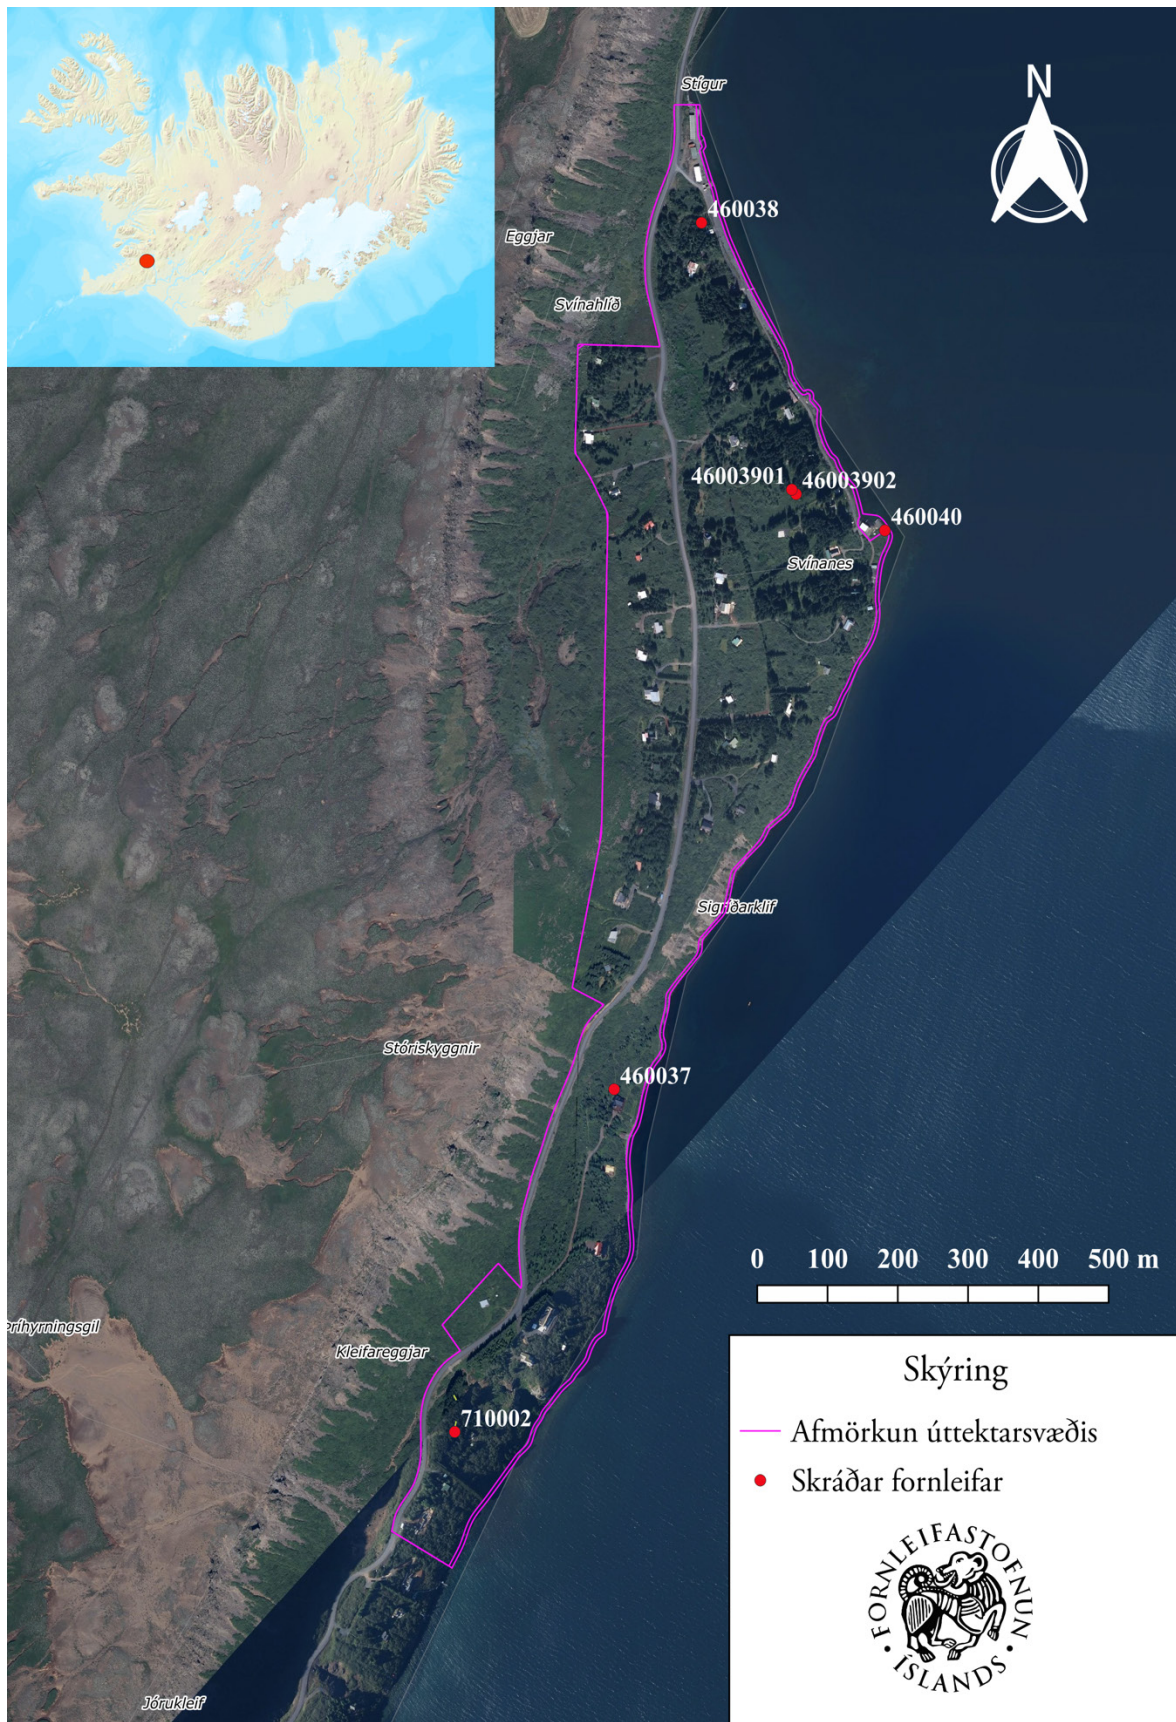 Stígur
N
460038
Eggjar
Svínahlíð
46003901
46003902
460040
Svínanes
Sigríðarklif
Stóriskyggnir
460037
0 100 200 300 400 500 m
Kleifareggjar
710002
Jórukleif
Skýring
Afmörkun úttektarsvæðis
Skráðar fornleifar
FORNLEIFASTOFNUN
• ÍSLANDS •